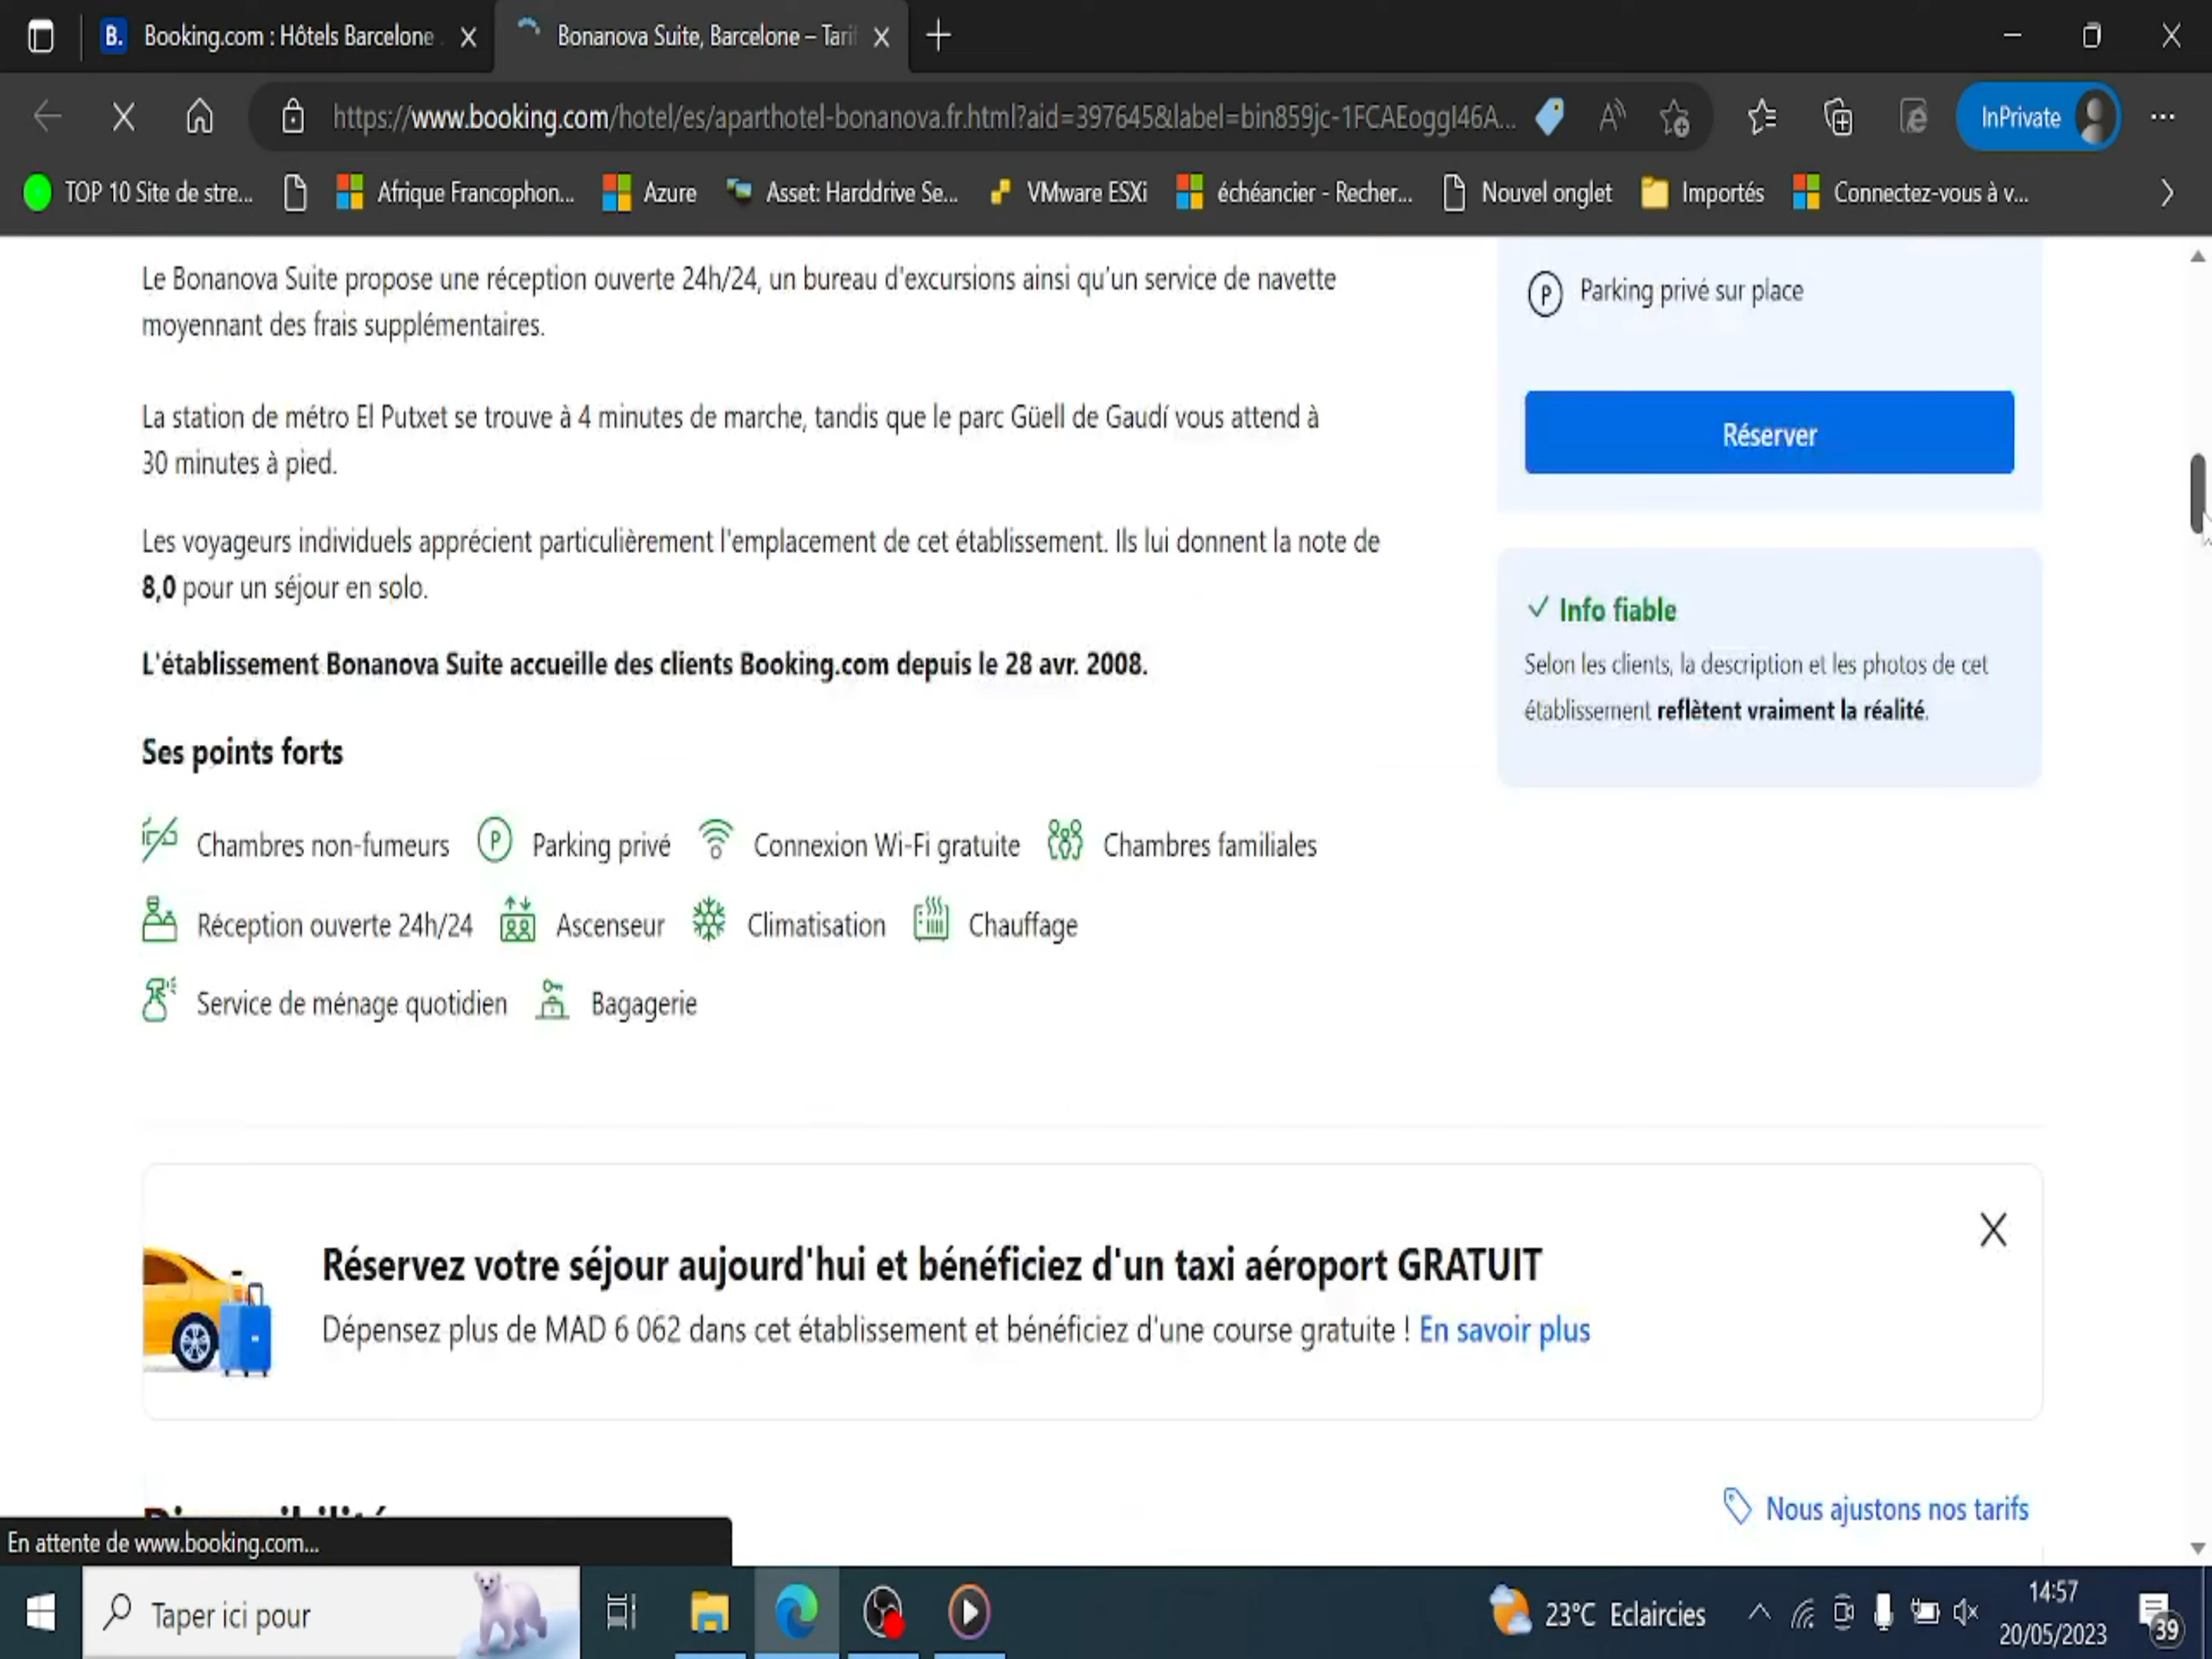 B. Booking.com : Hôtels Barcelone
Bonanova Suite, Barcelone – Tarif
https://www.booking.com/hotel/es/aparthotel-bonanova.fr.html?aid=397645&label=bin859jc-1FCAEoggI46A...
InPrivate
TOP 10 Site de stre...
Afrique Francophon...
Azure
Asset: Harddrive Se...
VMware ESXi
échéancier - Recher...
Nouvel onglet
Importés
Connectez-vous à v...
Le Bonanova Suite propose une réception ouverte 24h/24, un bureau d'excursions ainsi qu'un service de navette
moyennant des frais supplémentaires.
La station de métro El Putxet se trouve à 4 minutes de marche, tandis que le parc Güell de Gaudí vous attend à
30 minutes à pied.
Les voyageurs individuels apprécient particulièrement l'emplacement de cet établissement. Ils lui donnent la note de
8,0 pour un séjour en solo.
L'établissement Bonanova Suite accueille des clients Booking.com depuis le 28 avr. 2008.
P Parking privé sur place
Réserver
Info fiable
Selon les clients, la description et les photos de cet
établissement reflètent vraiment la réalité.
Ses points forts
Chambres non-fumeurs
P Parking privé
Connexion Wi-Fi gratuite
Chambres familiales
Réception ouverte 24h/24
Ascenseur
Climatisation
Chauffage
Service de ménage quotidien
Bagagerie
Réservez votre séjour aujourd'hui et bénéficiez d'un taxi aéroport GRATUIT
Dépensez plus de MAD 6 062 dans cet établissement et bénéficiez d'une course gratuite ! En savoir plus
Disponibilité
Nous ajustons nos tarifs
En attente de www.booking.com...
Taper ici pour
23°C Eclaircies
14:57
20/05/2023
39